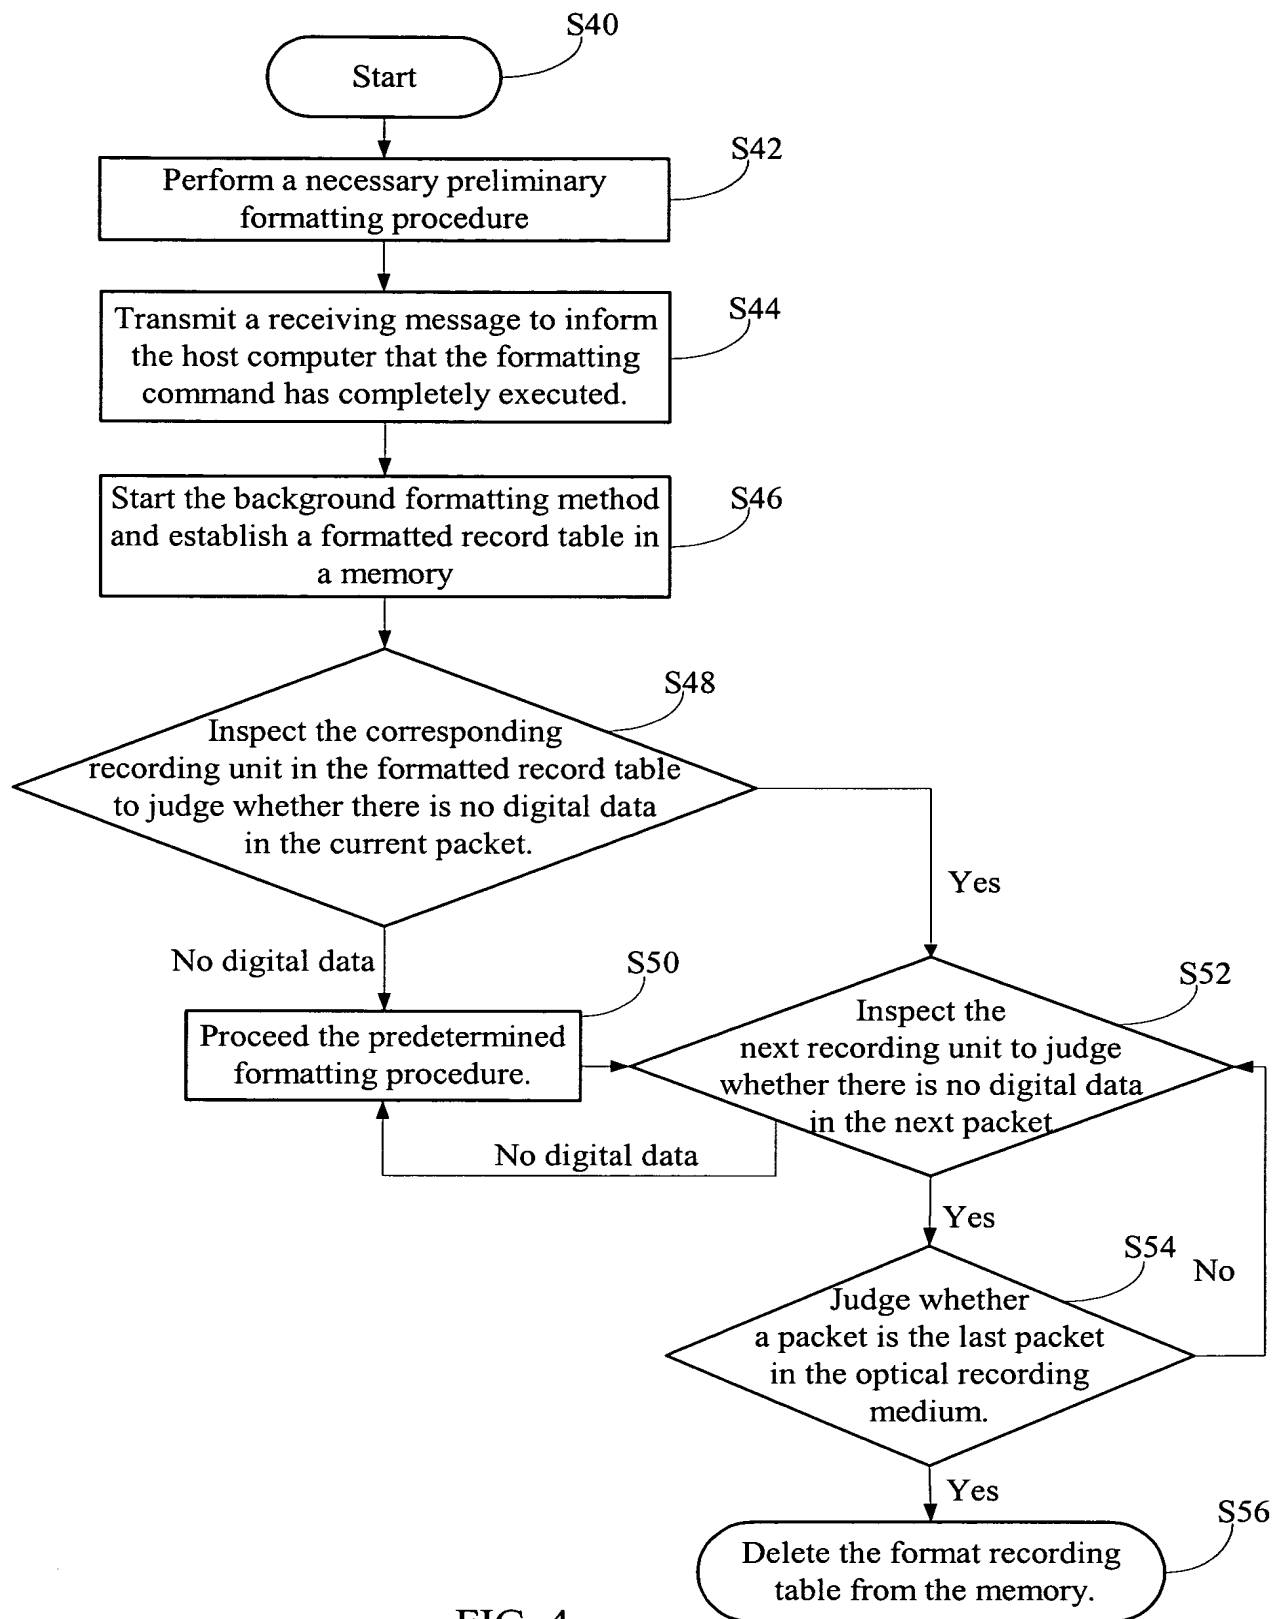 S40
Start
S42
Perform a necessary preliminary
formatting procedure
S44
Transmit a receiving message to inform
the host computer that the formatting
command has completely executed.
S46
Start the background formatting method
and establish a formatted record table in
a memory
S48
Inspect the corresponding
recording unit in the formatted record table
to judge whether there is no digital data
in the current packet.
Yes
No digital data
S50
Proceed the predetermined
formatting procedure.
S52
Inspect the
next recording unit to judge
whether there is no digital data
in the next packet
No digital data
Yes
S54
No
Judge whether
a packet is the last packet
in the optical recording
medium.
Yes
S56
Delete the format recording
table from the memory.
FIG. 4